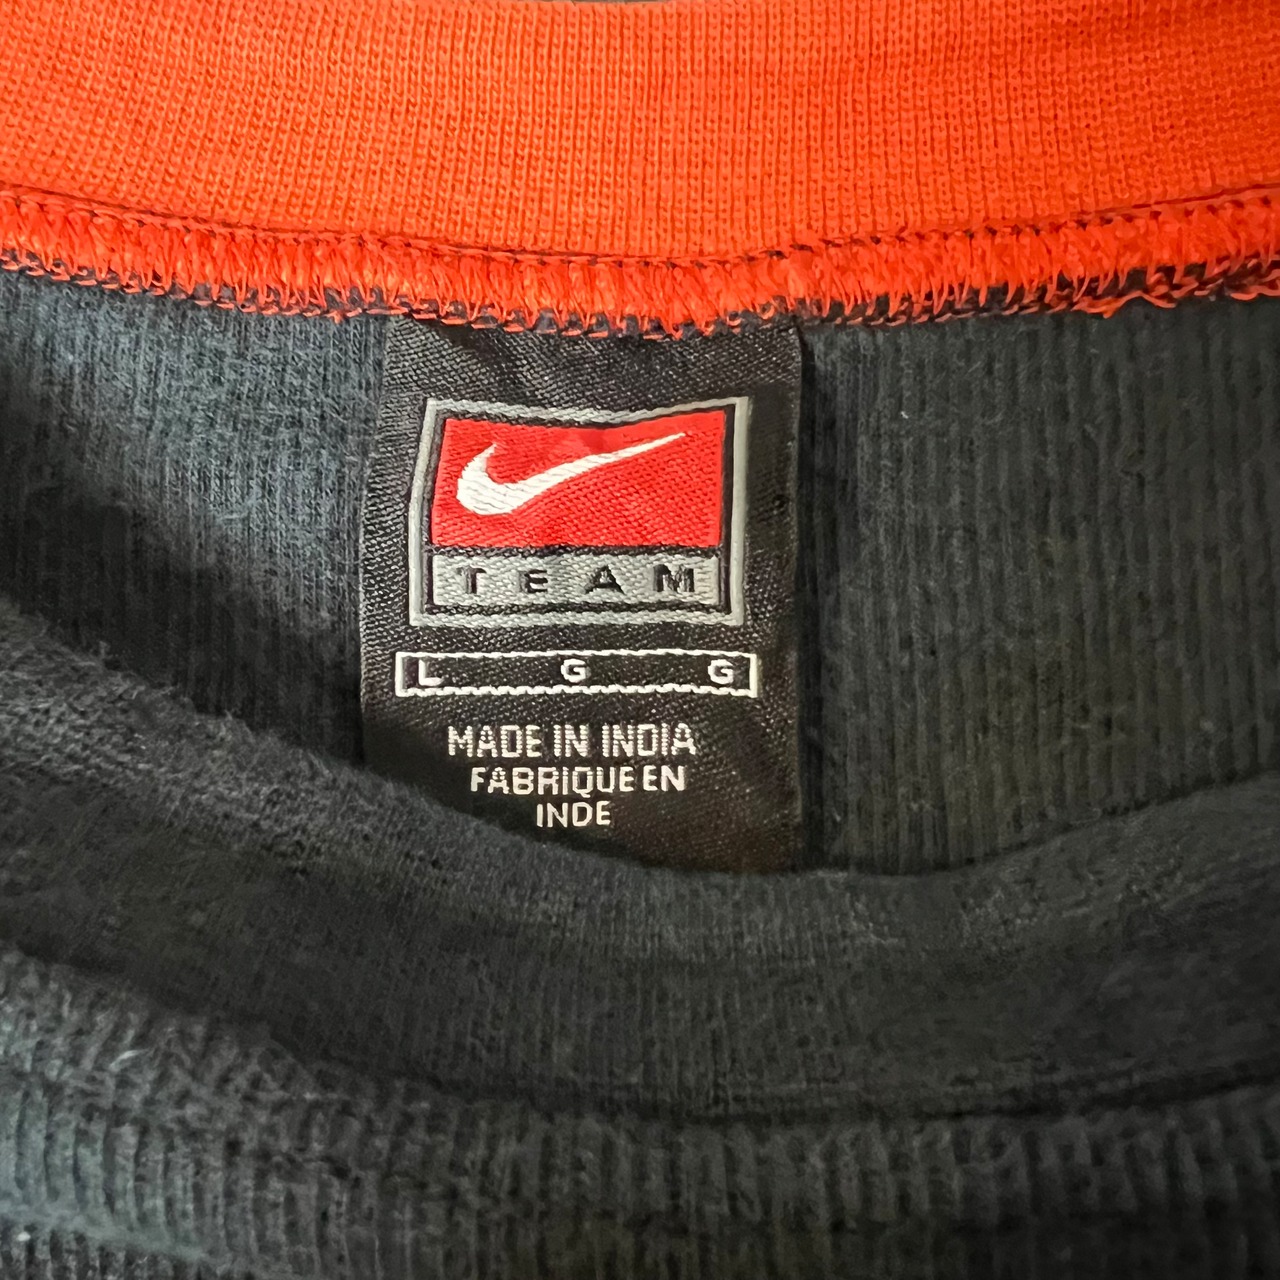 TEAM
L G G
MADE IN INDIA
FABRIQUE EN
INDE